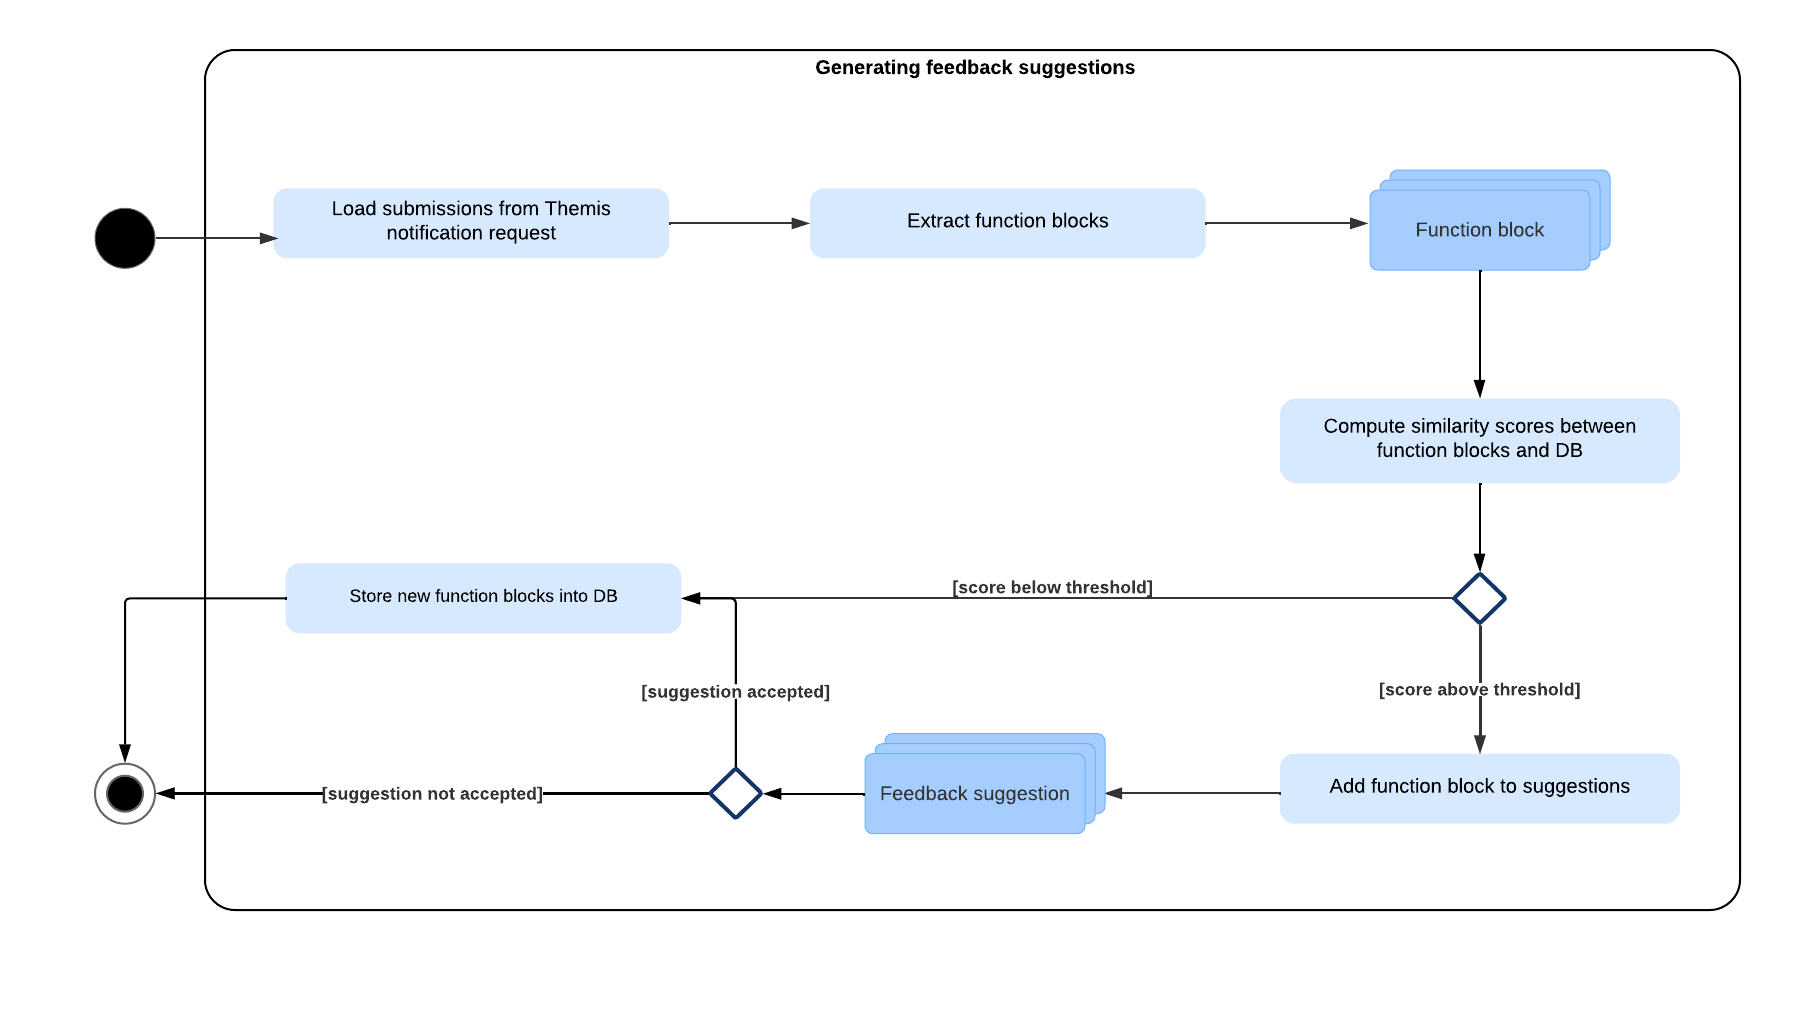 Generating feedback suggestions
Load submissions from Themis
notification request
Extract function blocks
Function block
Compute similarity scores between
function blocks and DB
[score below threshold]
Store new function blocks into DB
[suggestion accepted]
[score above threshold]
Add function block to suggestions
Feedback suggestion
[suggestion not accepted]